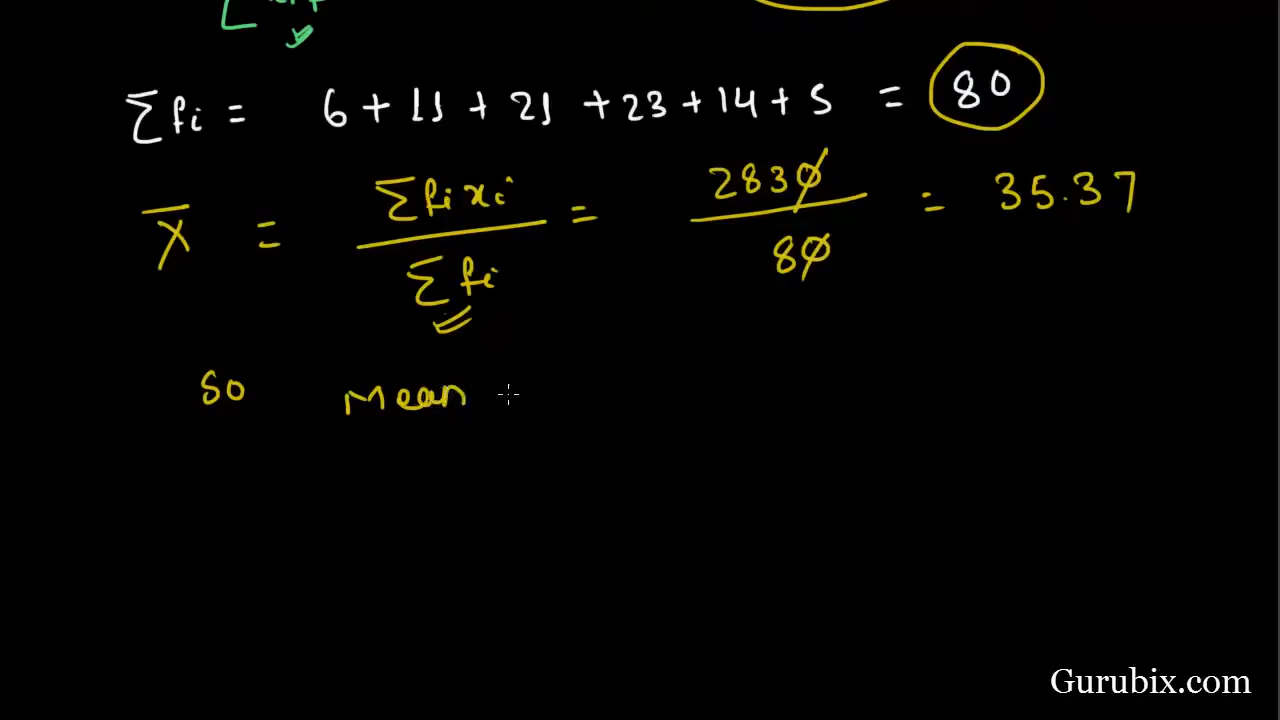 Σfi = 6 + 11 + 21 + 23 + 14 + 5 = 80
X̅ = Σfixi / Σfi = 2830 / 80 = 35.37
So Mean
Gurubix.com